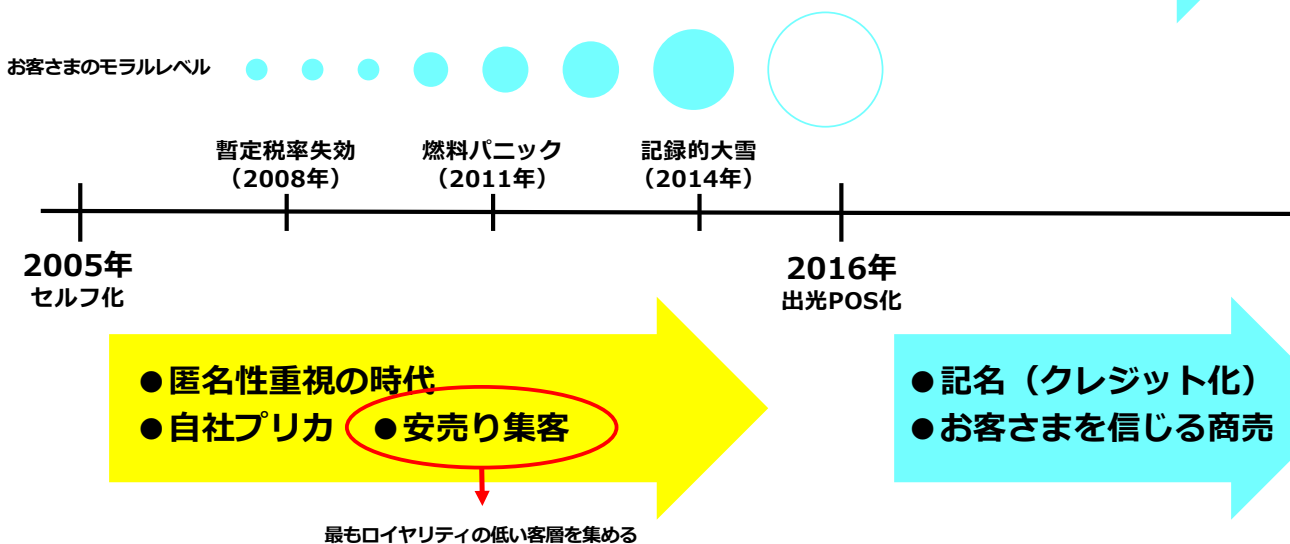 お客さまのモラルレベル
暫定税率失効
（2008年）
燃料パニック
（2011年）
記録的大雪
（2014年）
2005年
セルフ化
2016年
出光POS化
●匿名性重視の時代
●自社プリカ ●安売り集客
●記名（クレジット化）
●お客さまを信じる商売
最もロイヤリティの低い客層を集める